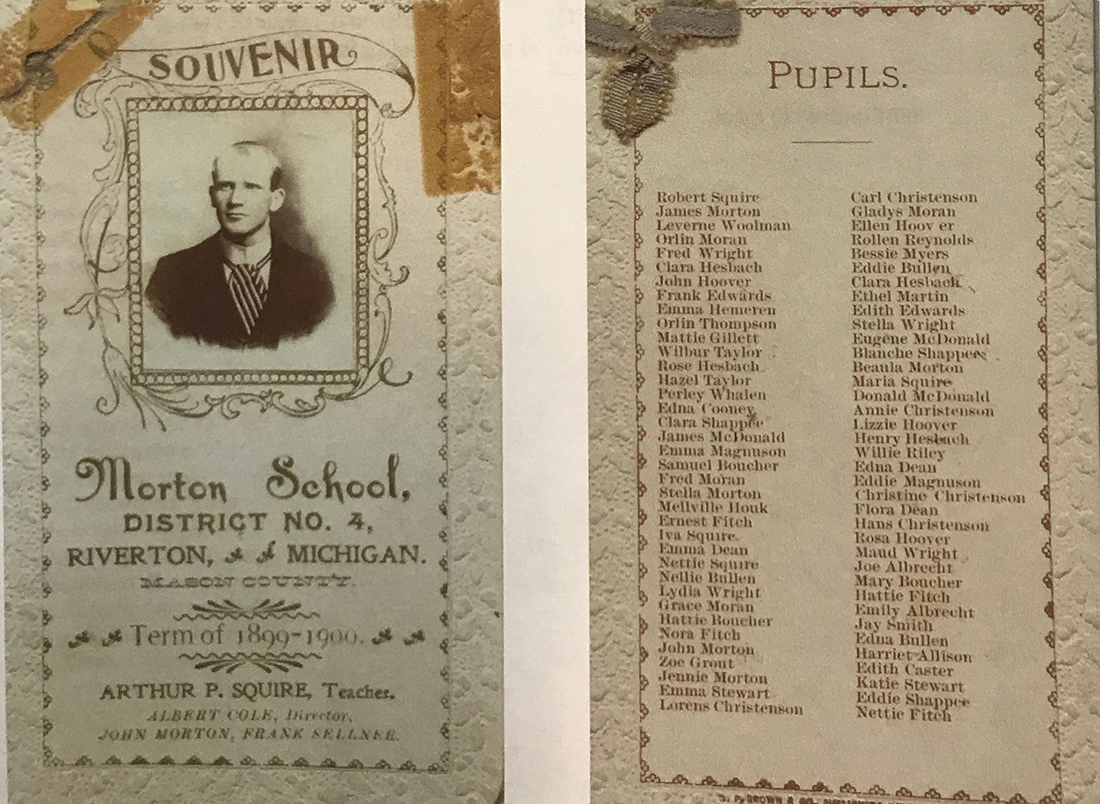 SOUVENIR
Morton School,
DISTRICT NO. 4,
RIVERTON, MICHIGAN.
MASON COUNTY.
Term of 1899-1900.
ARTHUR P. SQUIRE, Teacher.
ALBERT COLE, Director,
JOHN MORTON, FRANK SELLNER.
PUPILS.
Robert Squire
James Morton
Leverne Woolman
Orlin Moran
Fred Wright
Clara Hesbach
John Hoover
Frank Edwards
Emma Hemeren
Orlin Thompson
Mattie Gillett
Wilbur Taylor
Rose Hesbach
Hazel Taylor
Perley Whalen
Edna Cooney
Clara Shappee
James McDonald
Emma Magnuson
Samuel Boucher
Fred Moran
Stella Morton
Mellville Houk
Ernest Fitch
Iva Squire
Emma Dean
Nettie Squire
Nellie Bullen
Lydia Wright
Grace Moran
Hattie Boucher
Nora Fitch
John Morton
Zoe Grout
Jennie Morton
Emma Stewart
Lorens Christenson
Carl Christenson
Gladys Moran
Ellen Hoov er
Rollen Reynolds
Bessie Myers
Eddie Bullen
Clara Hesbach
Ethel Martin
Edith Edwards
Stella Wright
Eugene McDonald
Blanche Shappee
Beaula Morton
Maria Squire
Donald McDonald
Annie Christenson
Lizzie Hoover
Henry Hesbach
Willie Riley
Edna Dean
Eddie Magnuson
Christine Christenson
Flora Dean
Hans Christenson
Rosa Hoover
Maud Wright
Joe Albrecht
Mary Boucher
Hattie Fitch
Emily Albrecht
Jay Smith
Edna Bullen
Harriet Allison
Edith Caster
Katie Stewart
Eddie Shappee
Nettie Fitch
BROWN & CO.